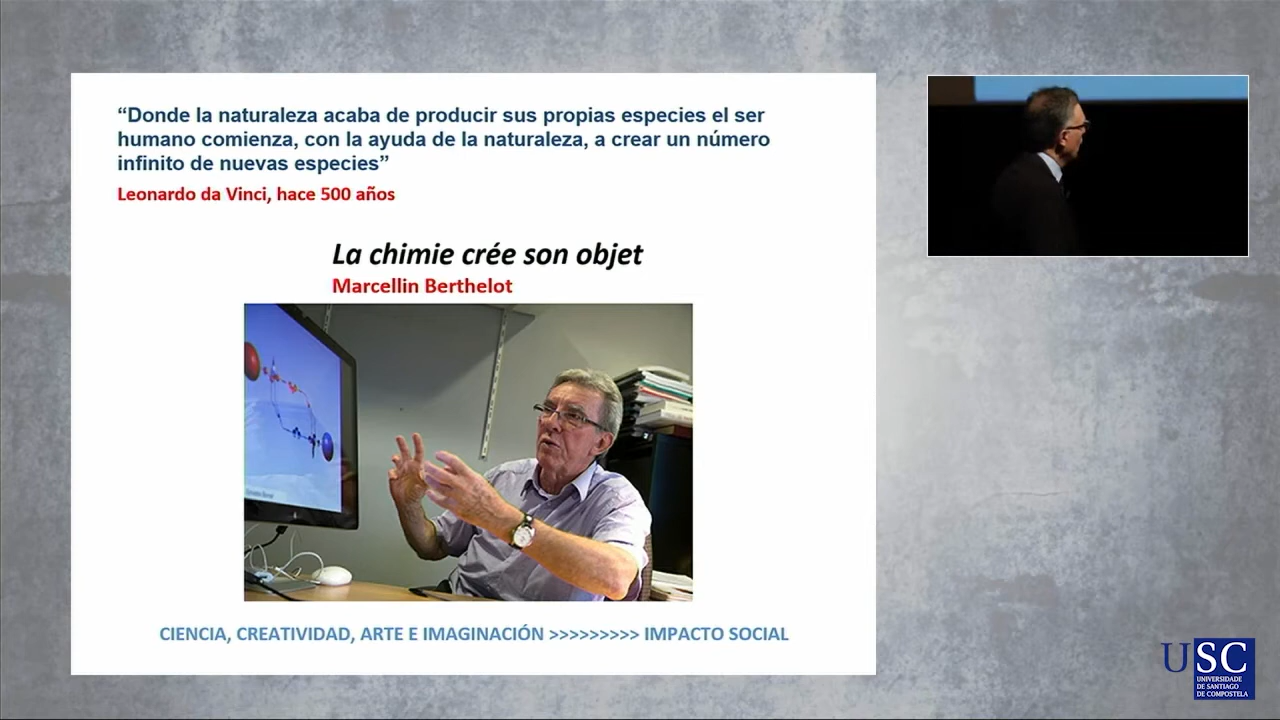 “Donde la naturaleza acaba de producir sus propias especies el ser
humano comienza, con la ayuda de la naturaleza, a crear un número
infinito de nuevas especies”
Leonardo da Vinci, hace 500 años
La chimie crée son objet
Marcellin Berthelot
CIENCIA, CREATIVIDAD, ARTE E IMAGINACIÓN >>>>>>>>> IMPACTO SOCIAL
USC
UNIVERSIDADE
DE SANTIAGO
DE COMPOSTELA